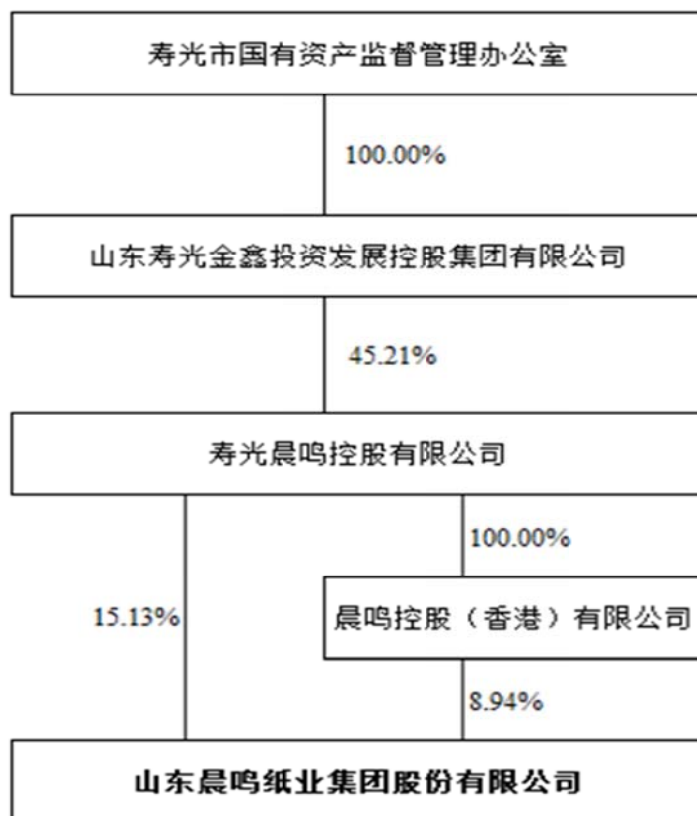 寿光市国有资产监督管理办公室
100.00%
山东寿光金鑫投资发展控股集团有限公司
45.21%
寿光晨鸣控股有限公司
100.00%
15.13%
晨鸣控股（香港）有限公司
8.94%
山东晨鸣纸业集团股份有限公司